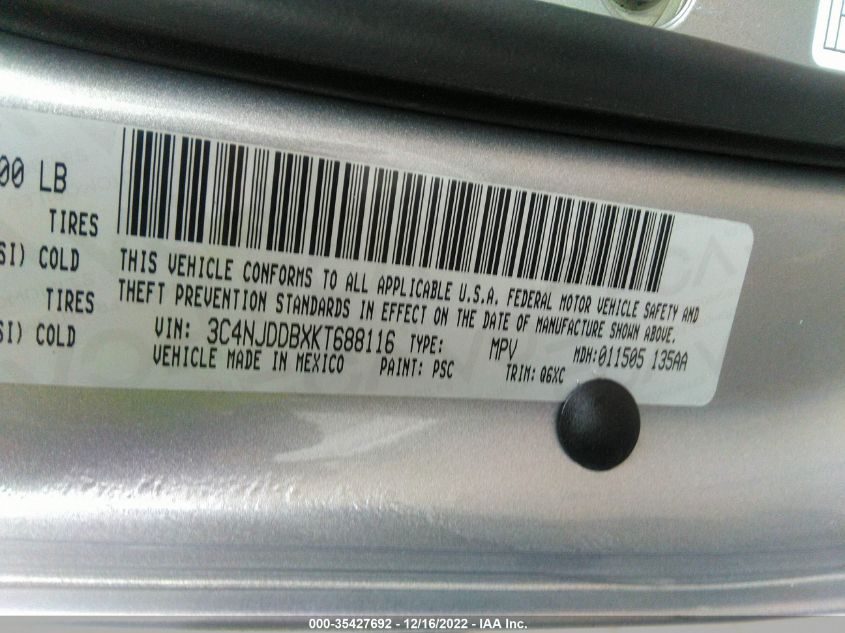 00 LB
TIRES
SI) COLD
TIRES
SI) COLD
THIS VEHICLE CONFORMS TO ALL APPLICABLE U.S.A. FEDERAL MOTOR VEHICLE SAFETY AND
THEFT PREVENTION STANDARDS IN EFFECT ON THE DATE OF MANUFACTURE SHOWN ABOVE.
VIN: 3C4NJDDBXKT688116 TYPE: MPV MDH:011505 135AA
VEHICLE MADE IN MEXICO PAINT: PSC TRIM: Q6XC
000-35427692 - 12/16/2022 - IAA Inc.